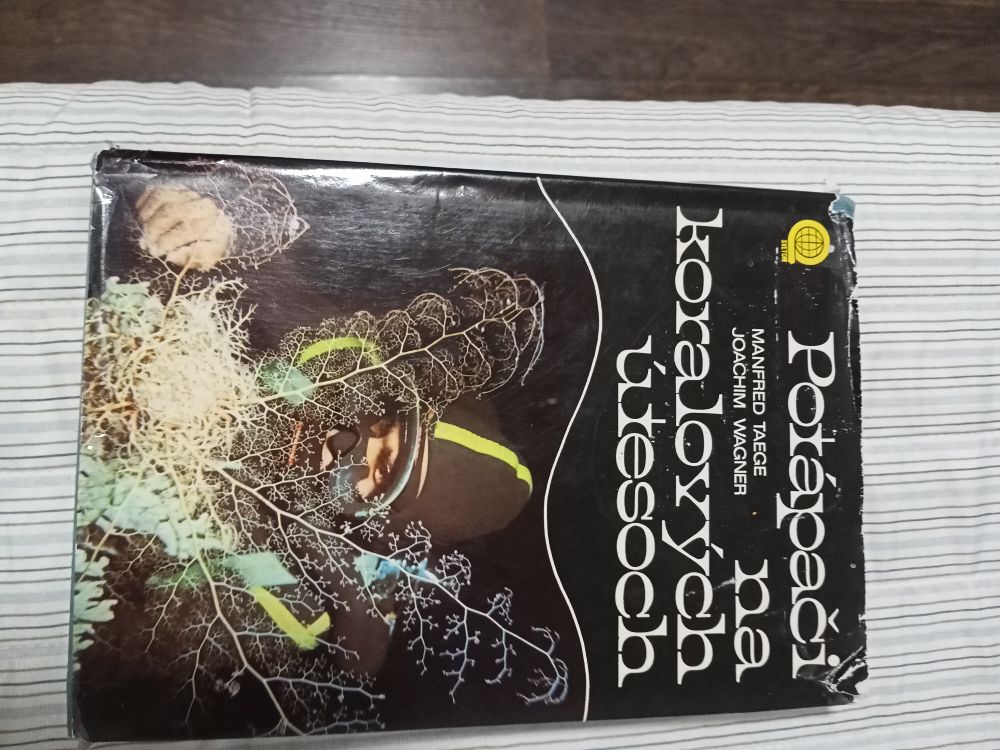 Potápači
MANFRED TAEGE
JOACHIM WAGNER
na
koralových
útesoch